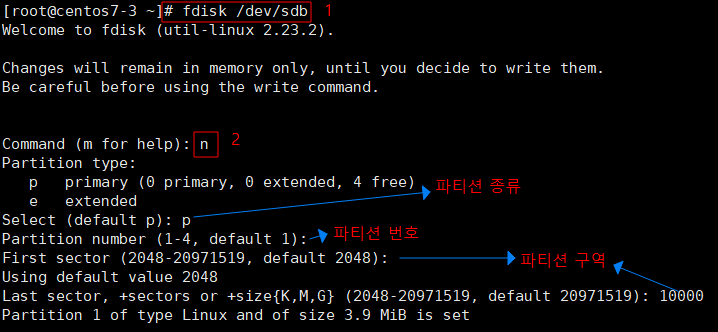 [root@centos7-3 ~]# fdisk /dev/sdb 1
Welcome to fdisk (util-linux 2.23.2).
Changes will remain in memory only, until you decide to write them.
Be careful before using the write command.
Command (m for help): n 2
Partition type:
   p   primary (0 primary, 0 extended, 4 free)
   e   extended
파티션 종류
Select (default p): p
Partition number (1-4, default 1): 파티션 번호
First sector (2048-20971519, default 2048): 파티션 구역
Using default value 2048
Last sector, +sectors or +size{K,M,G} (2048-20971519, default 20971519): 10000
Partition 1 of type Linux and of size 3.9 MiB is set